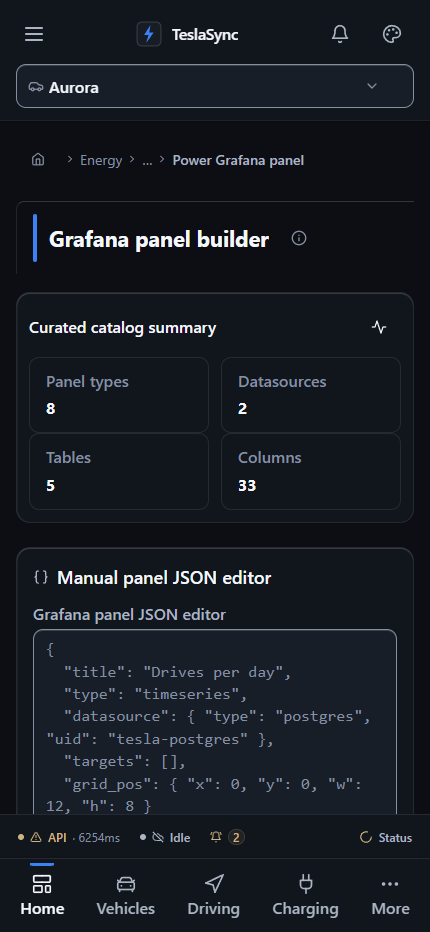 TeslaSync
Aurora
Energy
...
Power Grafana panel
Grafana panel builder
Curated catalog summary
Panel types
8
Datasources
2
Tables
5
Columns
33
{} Manual panel JSON editor
Grafana panel JSON editor
{
"title": "Drives per day",
"type": "timeseries",
"datasource": { "type": "postgres",
"uid": "tesla-postgres" },
"targets": [],
"grid_pos": { "x": 0, "y": 0, "w":
12, "h": 8 }
API · 6254ms
Idle
2
Status
Home
Vehicles
Driving
Charging
More